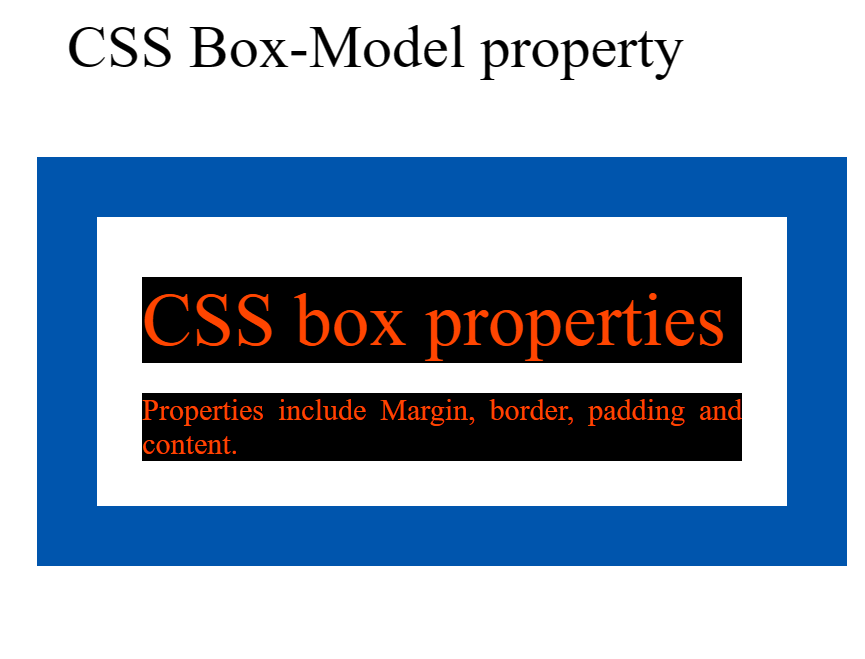 CSS Box-Model property
CSS box properties
Properties include Margin, border, padding and
content.